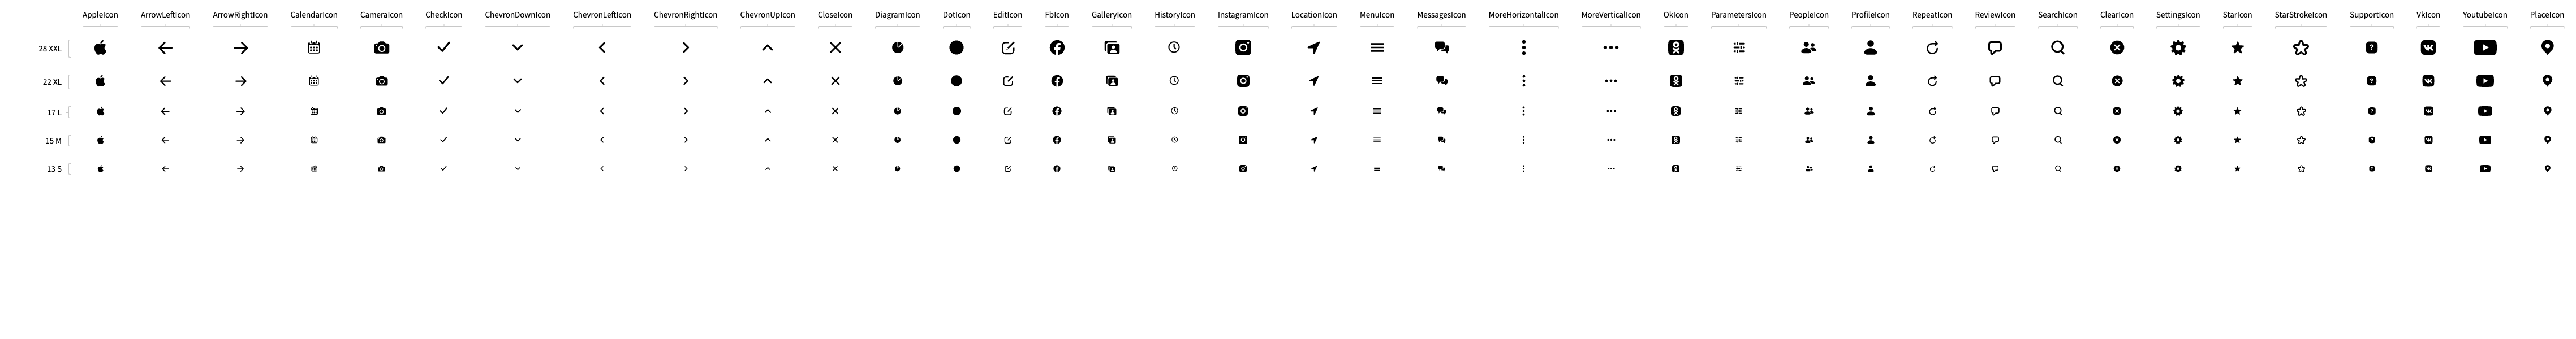 AppleIcon ArrowLeftIcon ArrowRightIcon CalendarIcon CameraIcon CheckIcon ChevronDownIcon ChevronLeftIcon ChevronRightIcon ChevronUpIcon CloseIcon DiagramIcon DotIcon EditIcon FbIcon GalleryIcon HistoryIcon InstagramIcon LocationIcon MenuIcon MessagesIcon MoreHorizontalIcon MoreVerticalIcon OkIcon ParametersIcon PeopleIcon ProfileIcon RepeatIcon ReviewIcon SearchIcon ClearIcon SettingsIcon StarIcon StarStrokeIcon SupportIcon VkIcon YoutubeIcon PlaceIcon
28 XXL
22 XL
17 L
15 M
13 S